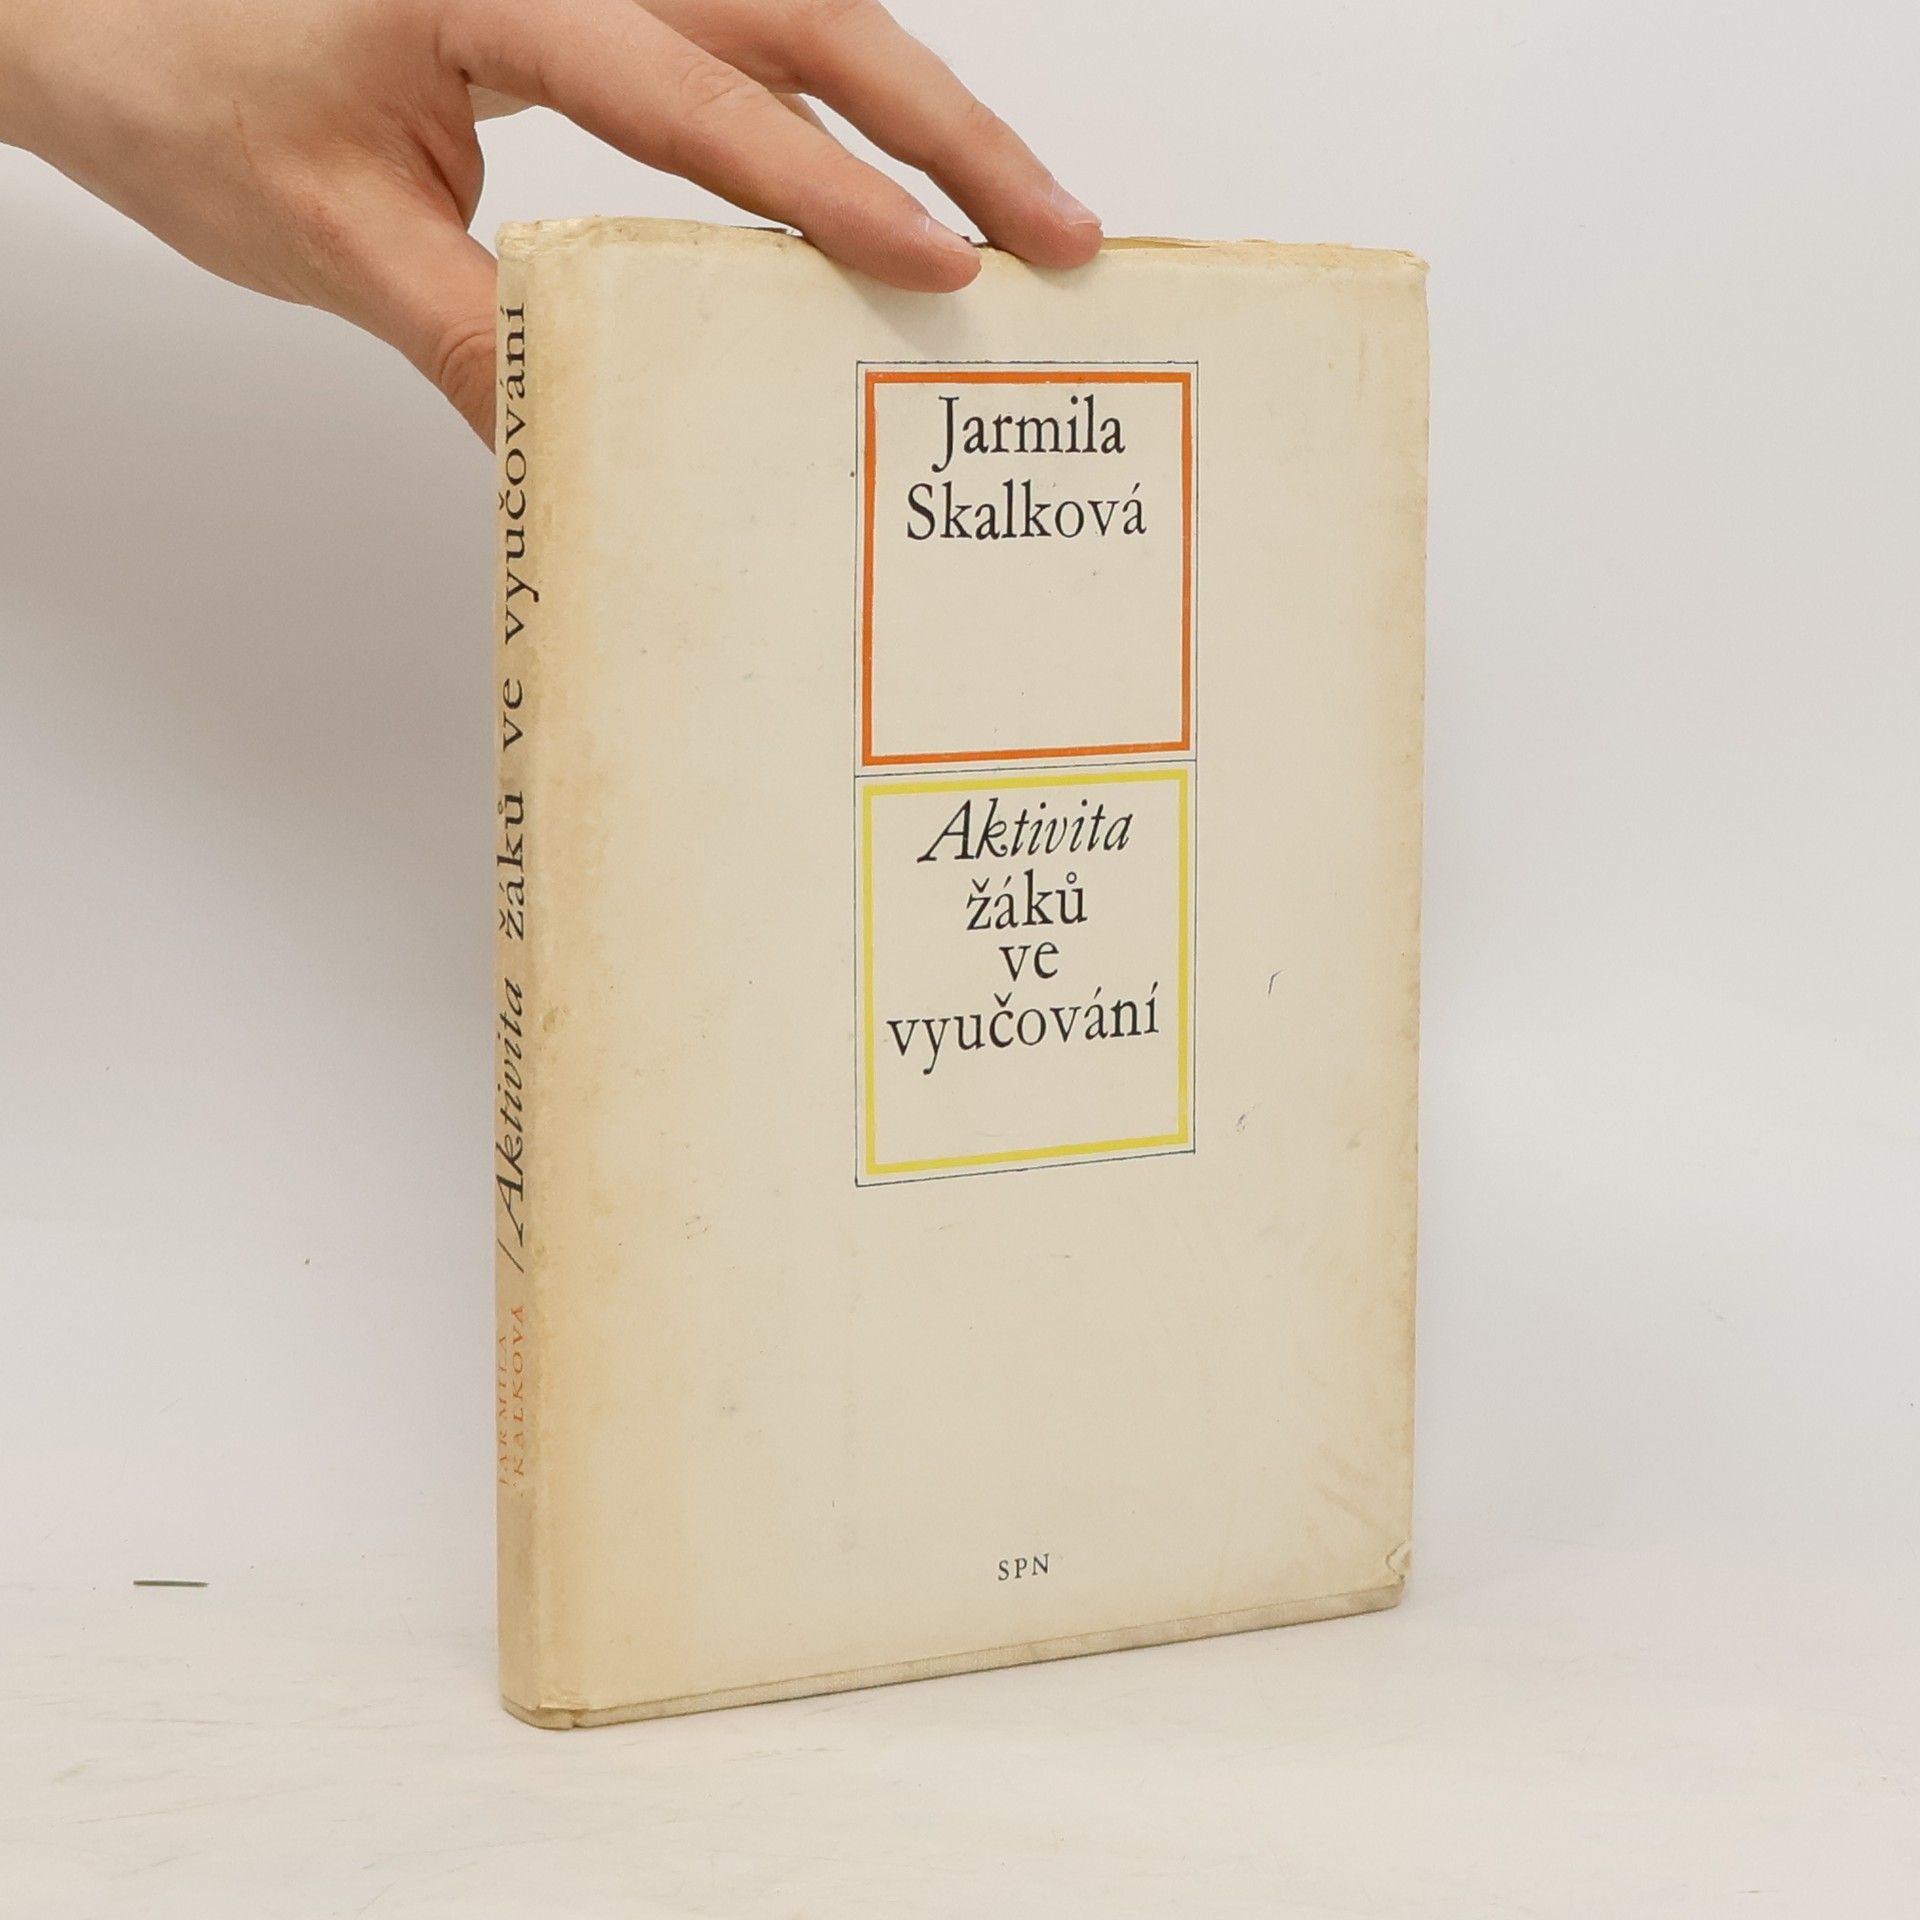 Jarmila
Skalková
Aktivita
žáků
ve
vyučování
SPN
JARMILA
SKALKOVÁ
/Aktivita žáků ve vyučování